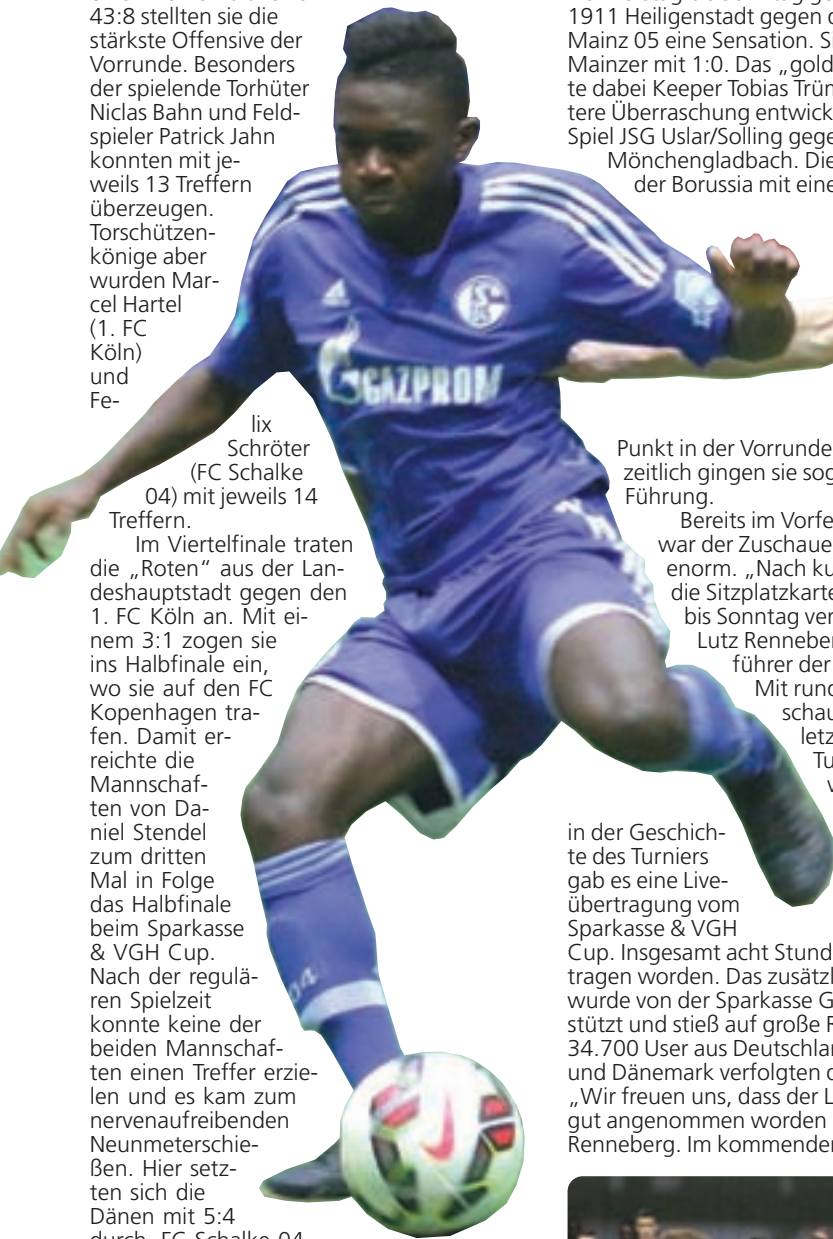 43:8 stellten sie die
stärkste Offensive der
Vorrunde. Besonders
der spielende Torhüter
Niclas Bahn und Feld-
spieler Patrick Jahn
konnten mit je-
weils 13 Treffern
überzeugen.
Torschützen-
könige aber
wurden Mar-
cel Hartel
(1. FC
Köln)
und
Fe-
lix
Schröter
(FC Schalke
04) mit jeweils 14
Treffern.
Im Viertelfinale traten
die „Roten“ aus der Lan-
deshauptstadt gegen den
1. FC Köln an. Mit ei-
nem 3:1 zogen sie
ins Halbfinale ein,
wo sie auf den FC
Kopenhagen tra-
fen. Damit er-
reichte die
Mannschaf-
ten von Da-
niel Stendel
zum dritten
Mal in Folge
das Halbfinale
beim Sparkasse
& VGH Cup.
Nach der regulä-
ren Spielzeit
konnte keine der
beiden Mannschaf-
ten einen Treffer erzie-
len und es kam zum
nervenaufreibenden
Neunmeterschie-
ßen. Hier setz-
ten sich die
Dänen mit 5:4
durch. FC Schalke 04
1911 Heiligenstadt gegen
Mainz 05 eine Sensation.
Mainzer mit 1:0. Das „gold
te dabei Keeper Tobias Trüm
tere Überraschung entwick
Spiel JSG Uslar/Solling gege
Mönchengladbach. Die
der Borussia mit eine
Punkt in der Vorrunde
zeitlich gingen sie sog
Führung.
Bereits im Vorfe
war der Zuschaue
enorm. „Nach ku
die Sitzplatzkarte
bis Sonntag ver
Lutz Renneber
führer der
Mit rund
schau
letz
Tu
in der Geschich-
te des Turniers
gab es eine Live-
übertragung vom
Sparkasse & VGH
Cup. Insgesamt acht Stund
tragen worden. Das zusätzl
wurde von der Sparkasse G
stützt und stieß auf große
34.700 User aus Deutschlan
und Dänemark verfolgten
„Wir freuen uns, dass der L
gut angenommen worden
Renneberg. Im kommender
GAZPROM
04